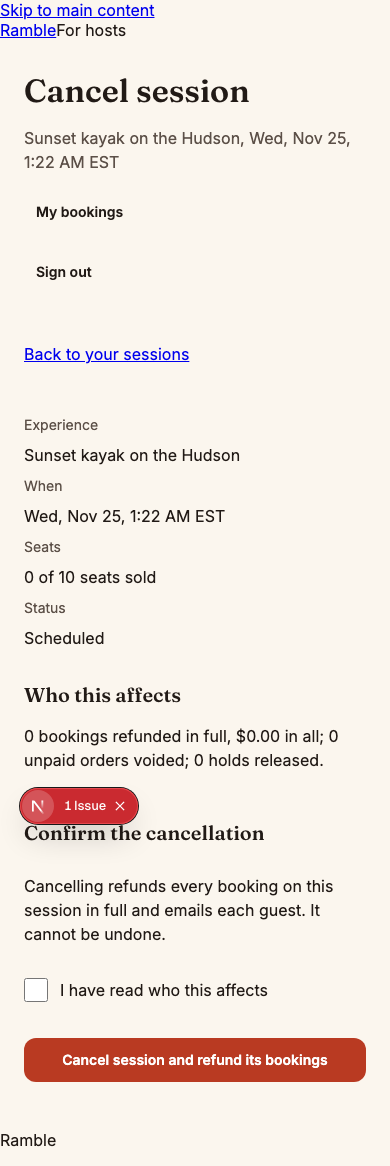 Skip to main content
RambleFor hosts
Cancel session
Sunset kayak on the Hudson, Wed, Nov 25,
1:22 AM EST
My bookings
Sign out
Back to your sessions
Experience
Sunset kayak on the Hudson
When
Wed, Nov 25, 1:22 AM EST
Seats
0 of 10 seats sold
Status
Scheduled
Who this affects
0 bookings refunded in full, $0.00 in all; 0
unpaid orders voided; 0 holds released.
N 1 Issue
Confirm the cancellation
Cancelling refunds every booking on this
session in full and emails each guest. It
cannot be undone.
I have read who this affects
Cancel session and refund its bookings
Ramble